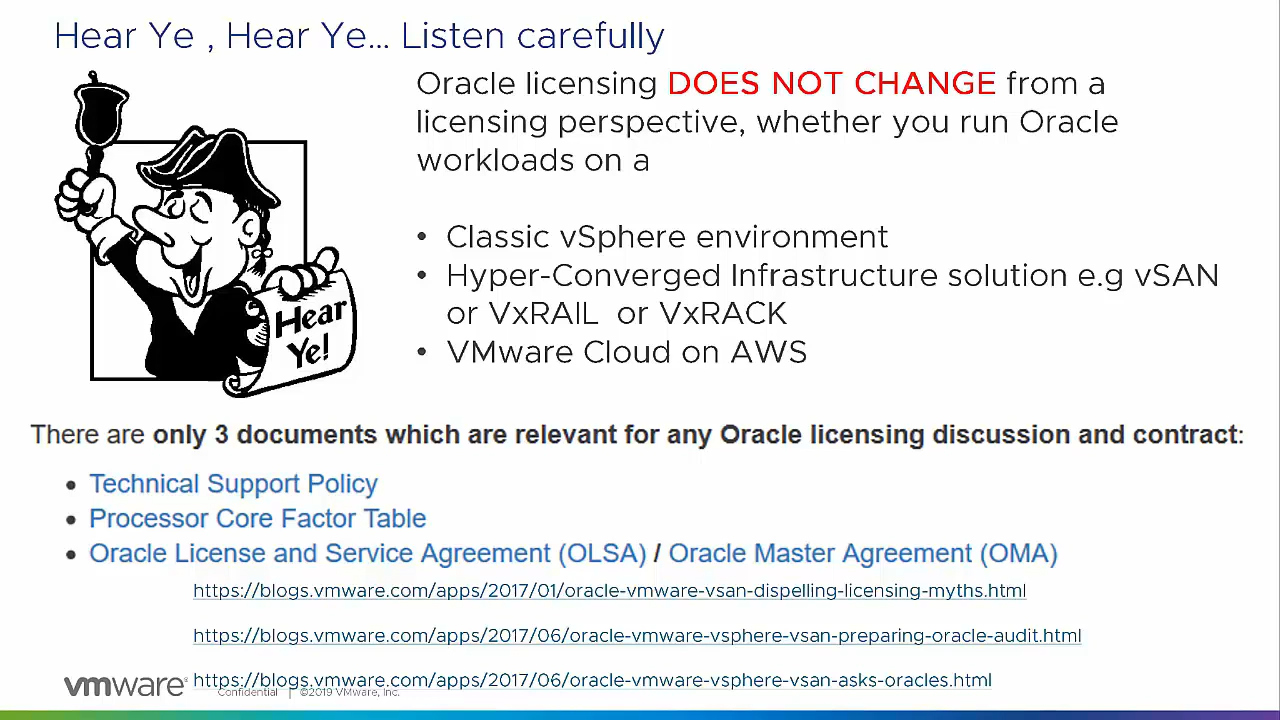 Hear Ye , Hear Ye... Listen carefully
Oracle licensing DOES NOT CHANGE from a
licensing perspective, whether you run Oracle
workloads on a
• Classic vSphere environment
• Hyper-Converged Infrastructure solution e.g vSAN
or VxRAIL or VxRACK
• VMware Cloud on AWS
Hear
Ye!
There are only 3 documents which are relevant for any Oracle licensing discussion and contract:
• Technical Support Policy
• Processor Core Factor Table
• Oracle License and Service Agreement (OLSA) / Oracle Master Agreement (OMA)
https://blogs.vmware.com/apps/2017/01/oracle-vmware-vsan-dispelling-licensing-myths.html
https://blogs.vmware.com/apps/2017/06/oracle-vmware-vsphere-vsan-preparing-oracle-audit.html
https://blogs.vmware.com/apps/2017/06/oracle-vmware-vsphere-vsan-asks-oracles.html
vmware® Confidential | ©2019 VMware, Inc.